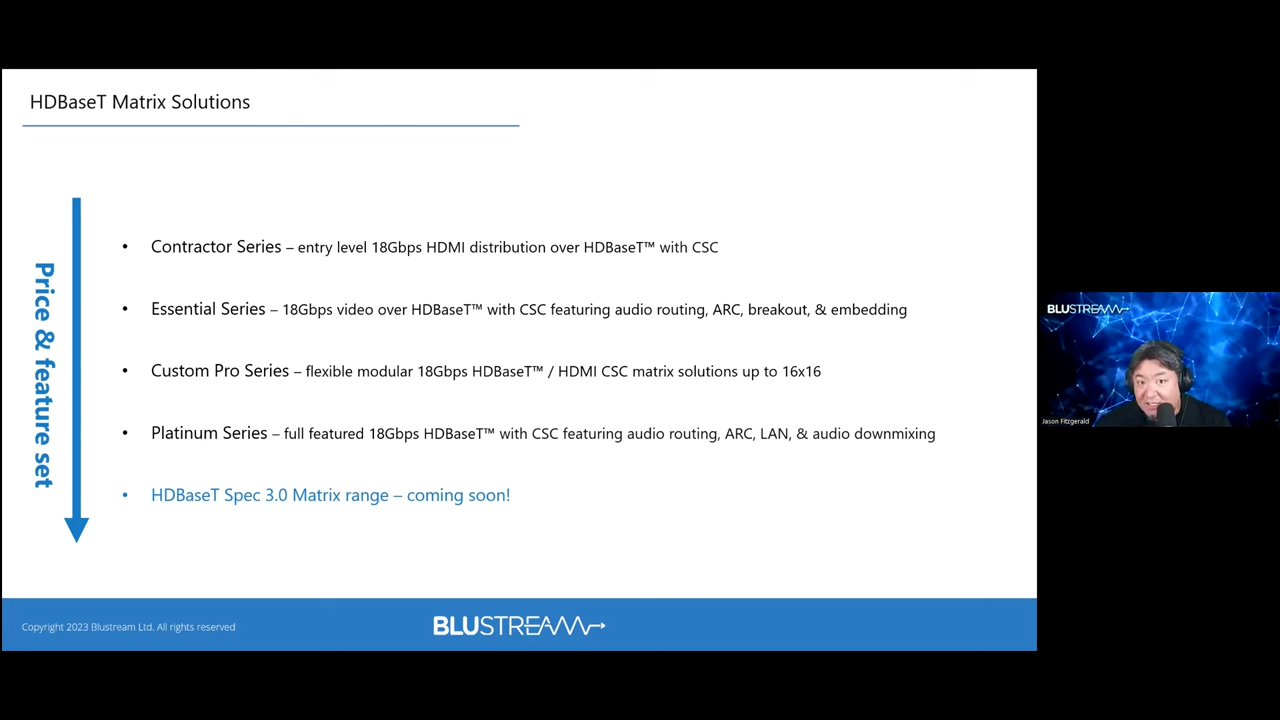 HDBaseT Matrix Solutions
Price & feature set
• Contractor Series – entry level 18Gbps HDMI distribution over HDBaseT™ with CSC
• Essential Series – 18Gbps video over HDBaseT™ with CSC featuring audio routing, ARC, breakout, & embedding
• Custom Pro Series – flexible modular 18Gbps HDBaseT™ / HDMI CSC matrix solutions up to 16x16
• Platinum Series – full featured 18Gbps HDBaseT™ with CSC featuring audio routing, ARC, LAN, & audio downmixing
• HDBaseT Spec 3.0 Matrix range – coming soon!
Copyright 2023 Blustream Ltd. All rights reserved
BLUSTREAM
BLUSTREAM
Jason Fitzgerald